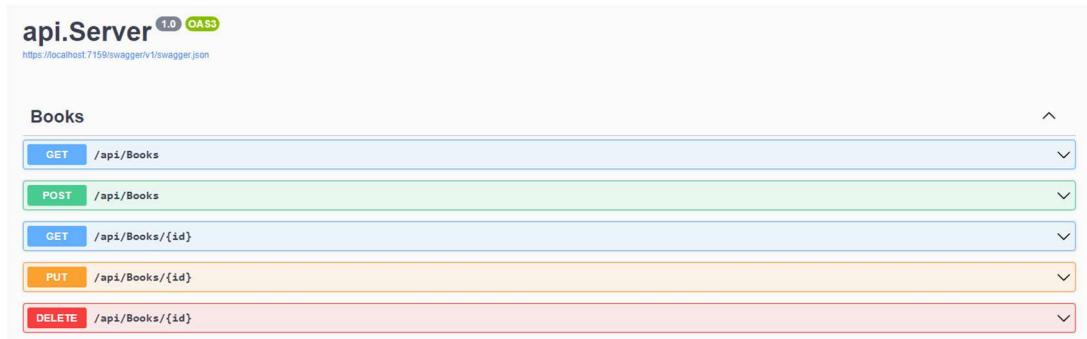 api.Server 1.0 OAS3
https://localhost:7159/swagger/v1/swagger.json
Books
GET /api/Books
POST /api/Books
GET /api/Books/{id}
PUT /api/Books/{id}
DELETE /api/Books/{id}